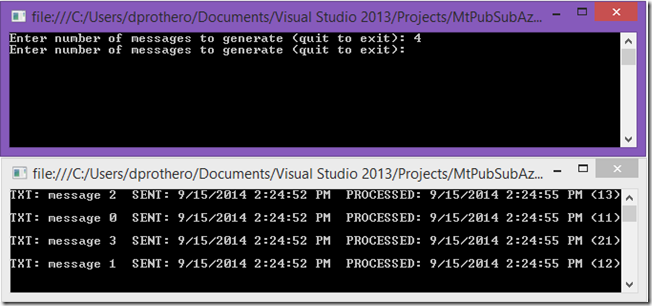 file:///C:/Users/dprothero/Documents/Visual Studio 2013/Projects/MtPubSubAz...
Enter number of messages to generate (quit to exit): 4
Enter number of messages to generate (quit to exit):
file:///C:/Users/dprothero/Documents/Visual Studio 2013/Projects/MtPubSubAz...
TXT: message 2  SENT: 9/15/2014 2:24:52 PM  PROCESSED: 9/15/2014 2:24:55 PM (13)
TXT: message 0  SENT: 9/15/2014 2:24:52 PM  PROCESSED: 9/15/2014 2:24:55 PM (11)
TXT: message 3  SENT: 9/15/2014 2:24:52 PM  PROCESSED: 9/15/2014 2:24:55 PM (21)
TXT: message 1  SENT: 9/15/2014 2:24:52 PM  PROCESSED: 9/15/2014 2:24:55 PM (12)